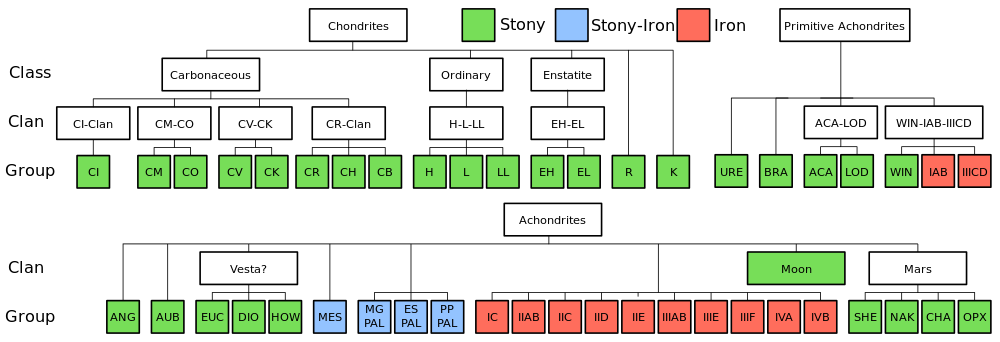 Chondrites
Stony
Stony-Iron
Iron
Primitive Achondrites
Class
Carbonaceous
Ordinary
Enstatite
Clan
CI-Clan
CM-CO
CV-CK
CR-Clan
H-L-LL
EH-EL
ACA-LOD
WIN-IAB-IIICD
Group
CI
CM
CO
CV
CK
CR
CH
CB
H
L
LL
EH
EL
R
K
URE
BRA
ACA
LOD
WIN
IAB
IIICD
Achondrites
Clan
Vesta?
Moon
Mars
Group
ANG
AUB
EUC
DIO
HOW
MES
MG
PAL
ES
PAL
PP
PAL
IC
IIAB
IIC
IID
IIE
IIIAB
IIIE
IIIF
IVA
IVB
SHE
NAK
CHA
OPX